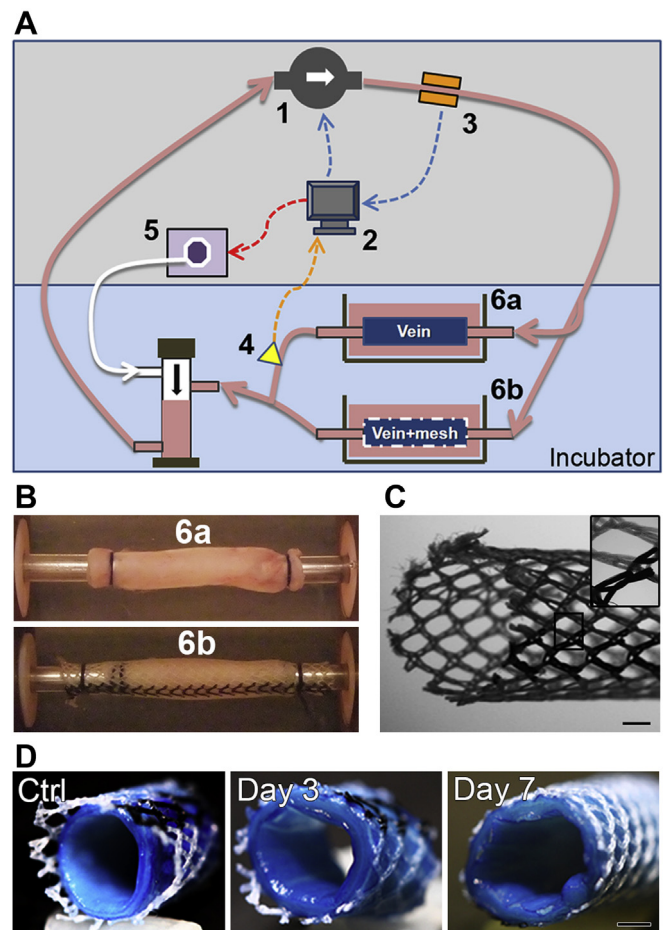 A
1
3
2
5
4
6a
Vein
6b
Vein+mesh
Incubator
B
C
6a
6b
D
Ctrl
Day 3
Day 7